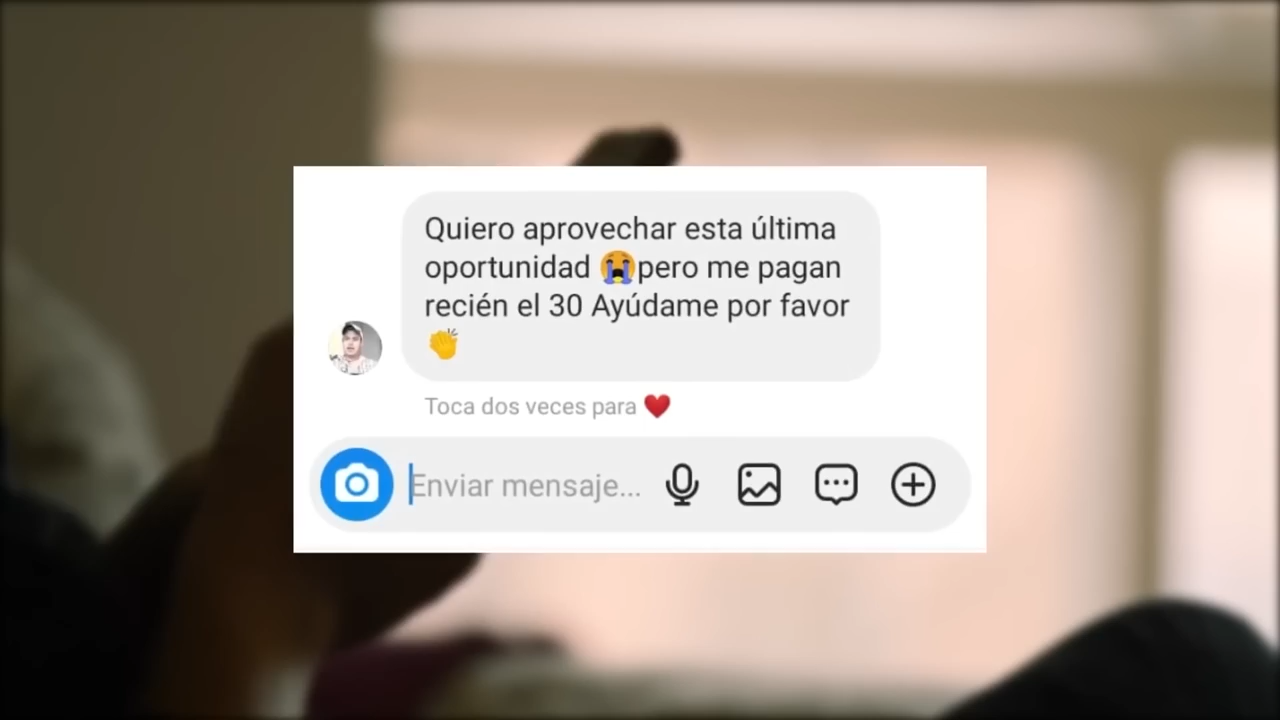 Quiero aprovechar esta última
oportunidad 😭pero me pagan
recién el 30 Ayúdame por favor
👏
Toca dos veces para ❤️
Enviar mensaje...